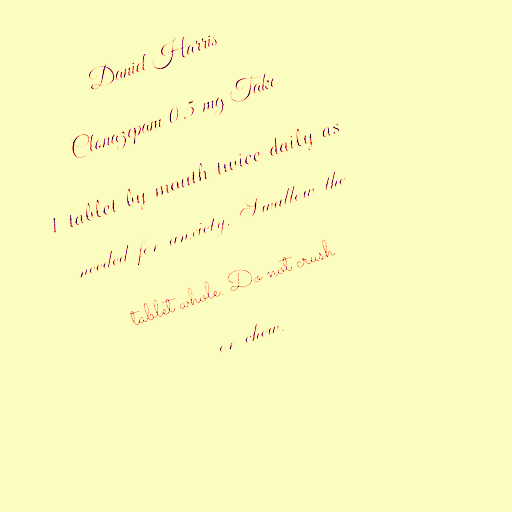 Daniel Harris
Clonazepam 0.5 mg Take
1 tablet by mouth twice daily as
needed for anxiety. Swallow the
tablet whole. Do not crush
or chew.